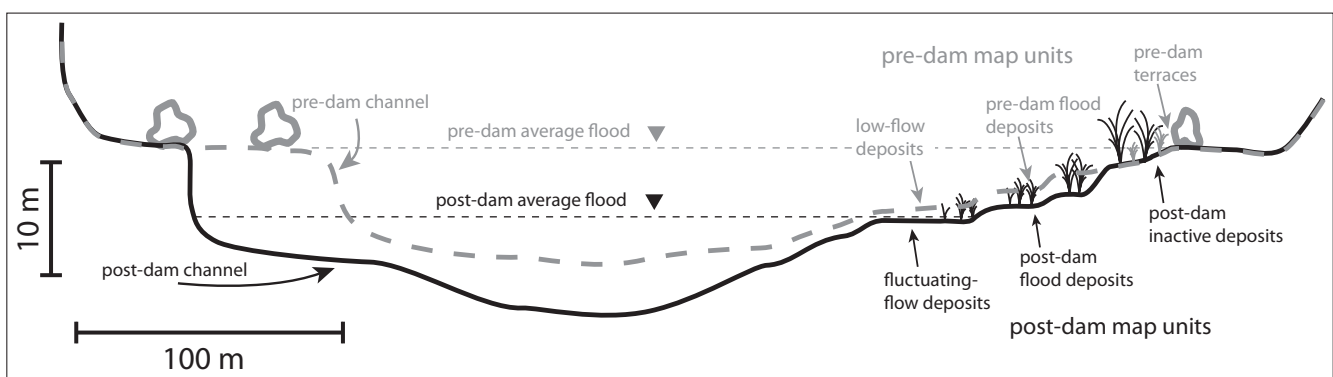 pre-dam map units
pre-dam
terraces
pre-dam channel
pre-dam flood
deposits
pre-dam average flood
low-flow
deposits
10 m
post-dam average flood
post-dam channel
post-dam
inactive deposits
post-dam
flood deposits
fluctuating-
flow deposits
post-dam map units
100 m